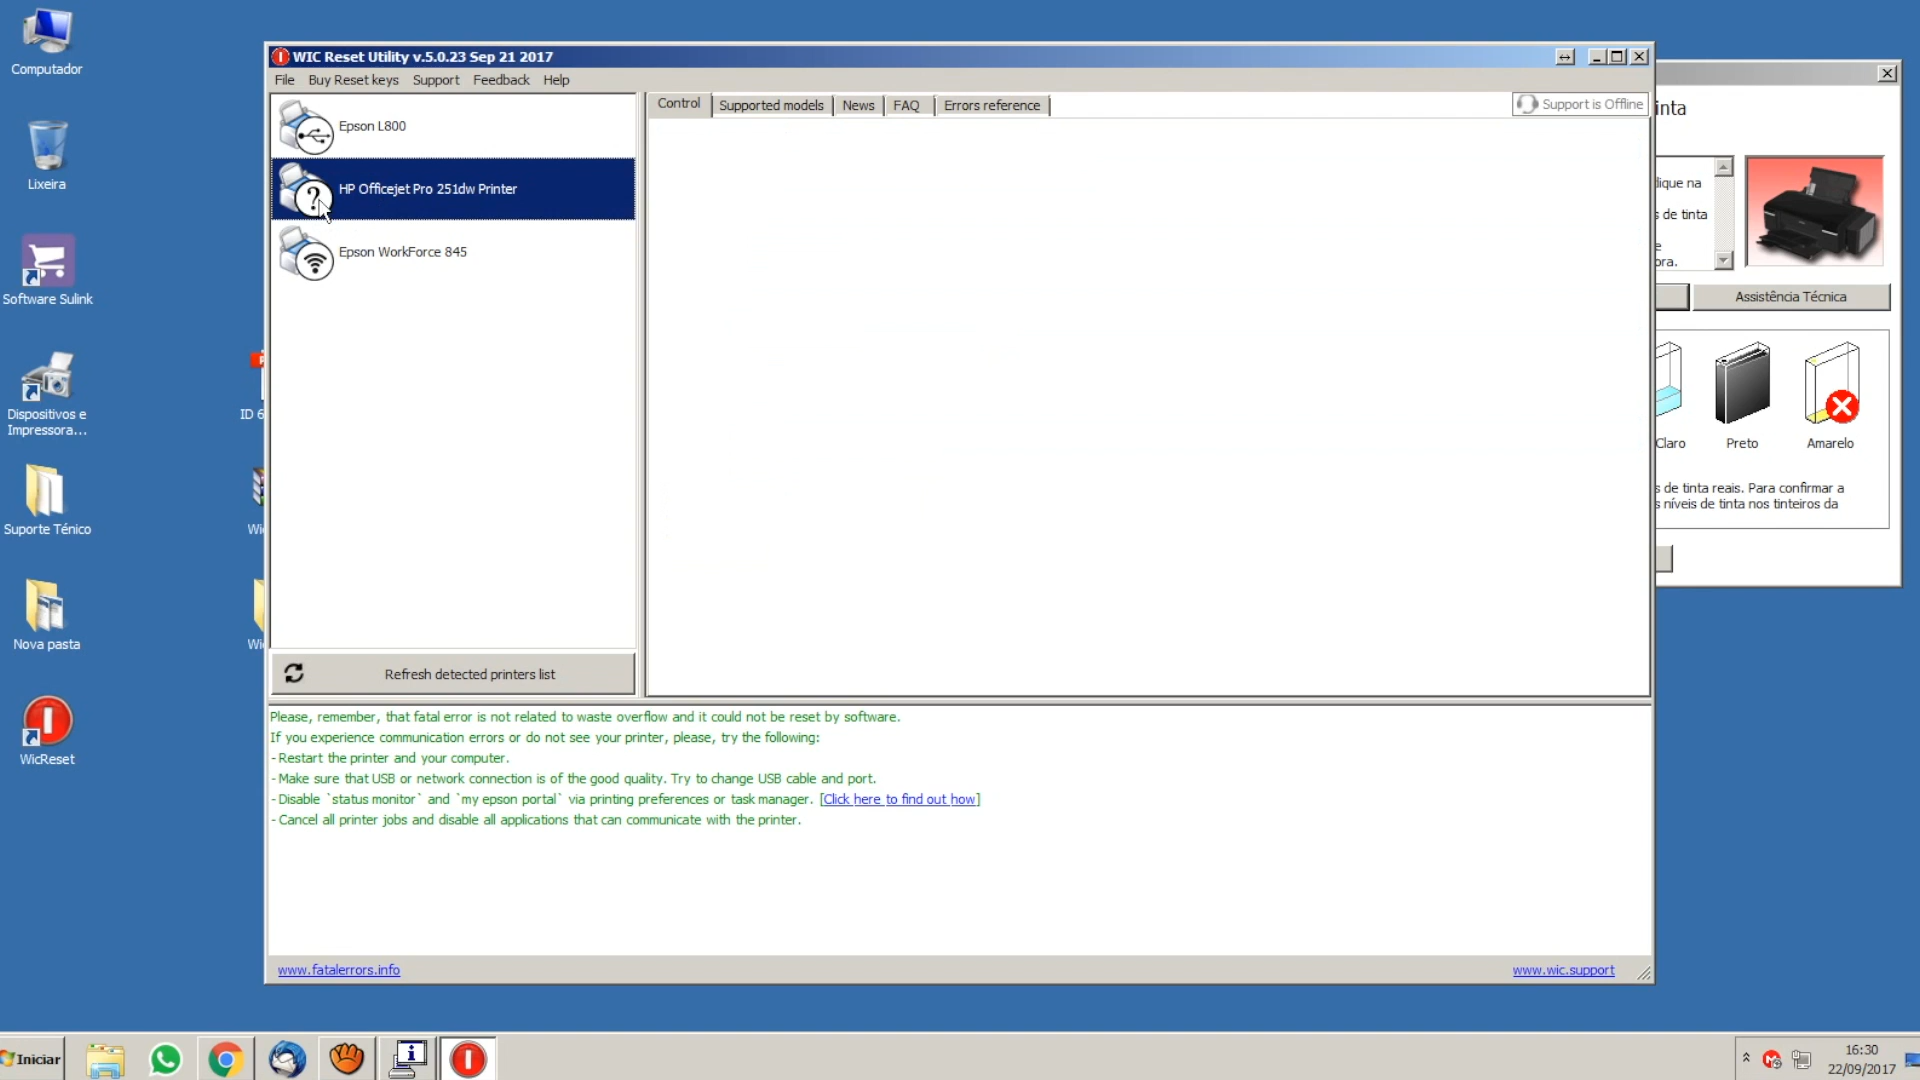 Computador
Lixeira
Software Sulink
Dispositivos e
Impressora...
Suporte Ténico
Nova pasta
WicReset
ID 6
Wi
Wi
WIC Reset Utility v.5.0.23 Sep 21 2017
File Buy Reset keys Support Feedback Help
Epson L800
HP Officejet Pro 251dw Printer
Epson WorkForce 845
Refresh detected printers list
Control Supported models News FAQ Errors reference
Support is Offline
Please, remember, that fatal error is not related to waste overflow and it could not be reset by software.
If you experience communication errors or do not see your printer, please, try the following:
- Restart the printer and your computer.
- Make sure that USB or network connection is of the good quality. Try to change USB cable and port.
- Disable `status monitor` and `my epson portal` via printing preferences or task manager. [Click here to find out how]
- Cancel all printer jobs and disable all applications that can communicate with the printer.
www.fatalerrors.info
www.wic.support
inta
lique na
s de tinta
e
ora.
Assistência Técnica
Claro
Preto
Amarelo
s de tinta reais. Para confirmar a
s níveis de tinta nos tinteiros da
Iniciar
16:30
22/09/2017